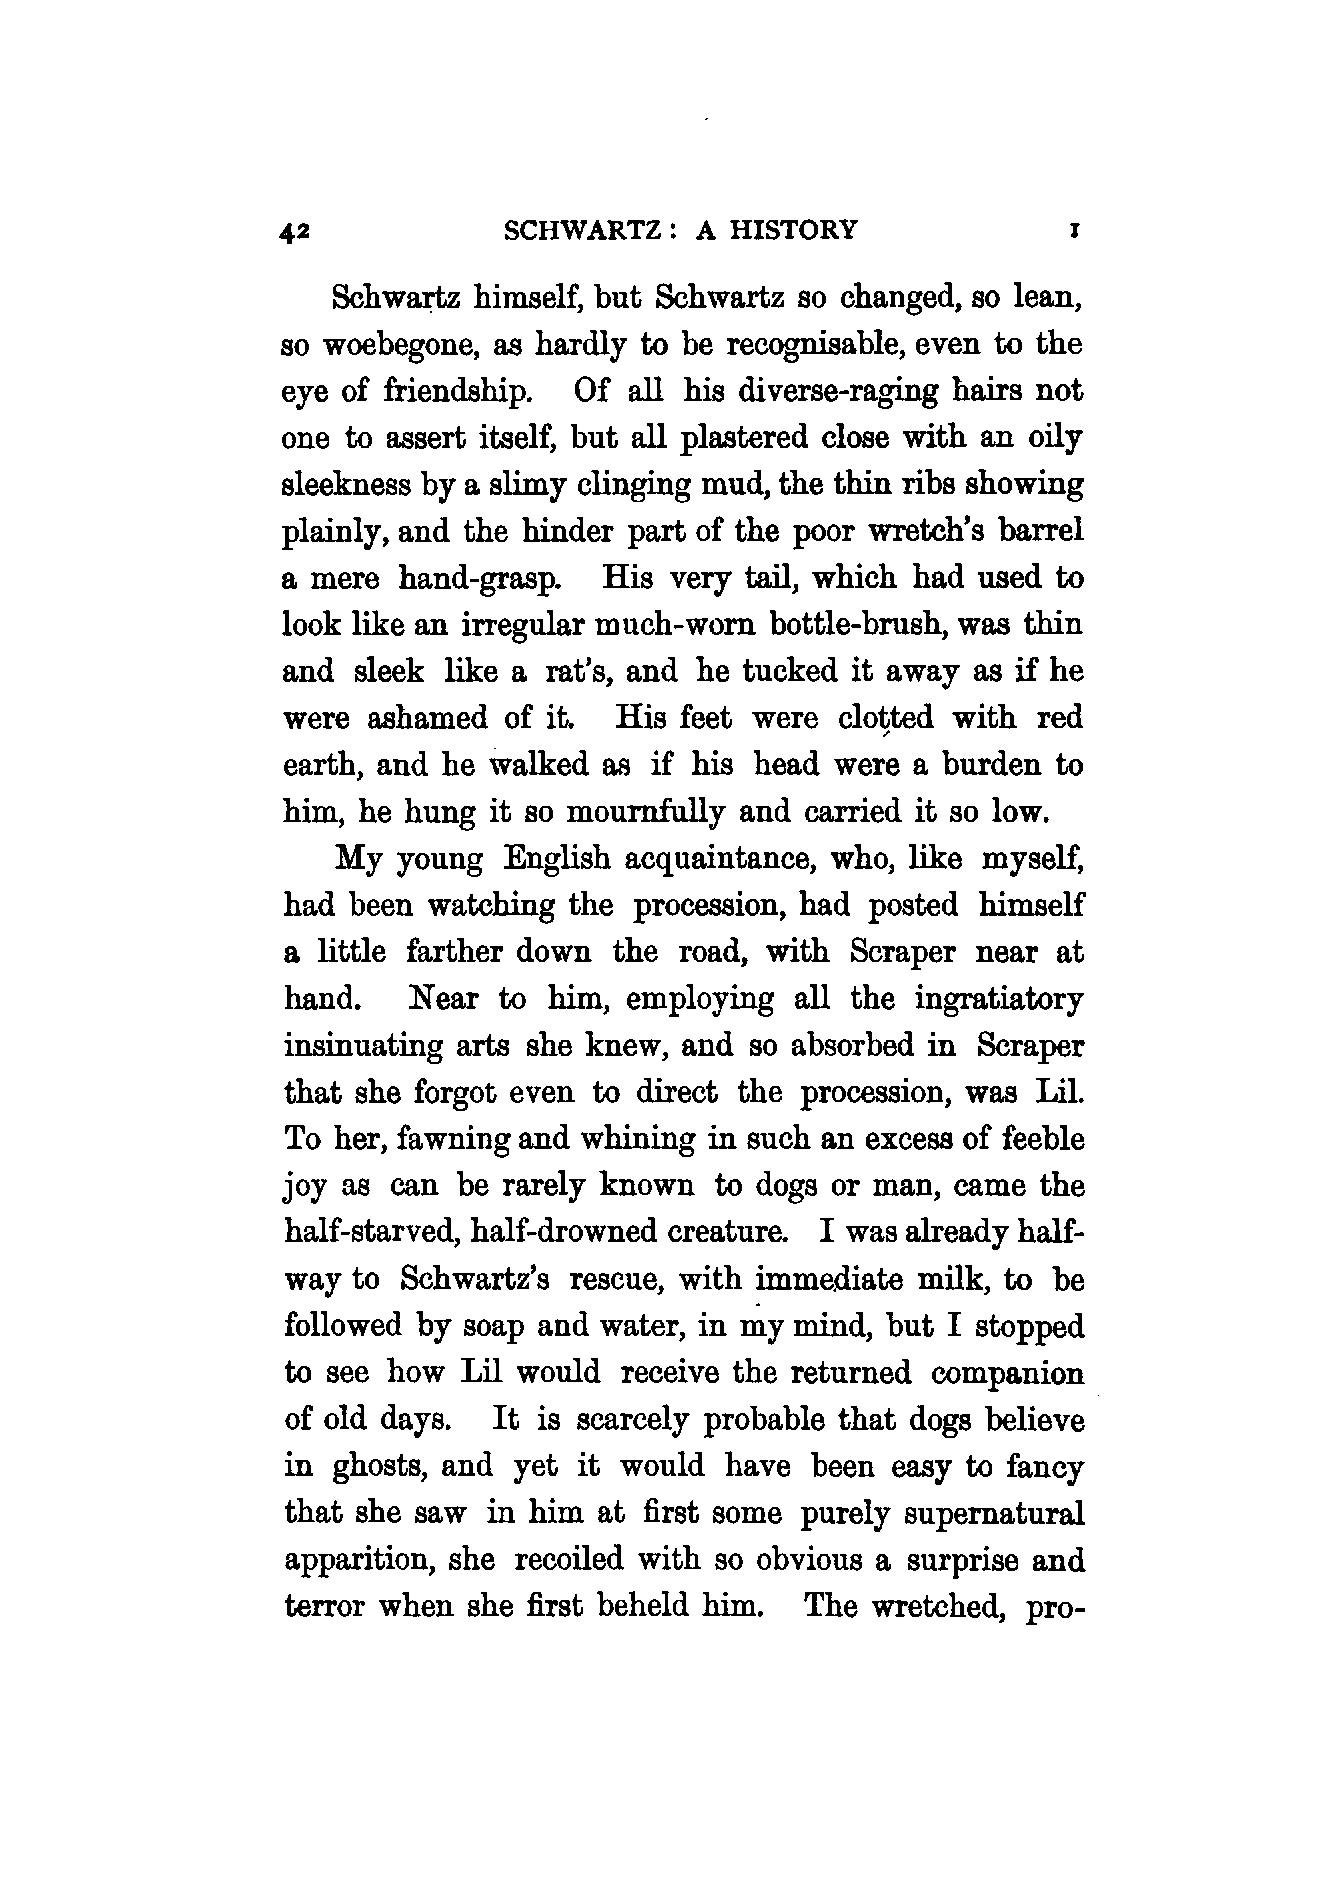 42 SCHWARTZ: A HISTORY I
Schwartz himself, but Schwartz so changed, so lean,
so woebegone, as hardly to be recognisable, even to the
eye of friendship. Of all his diverse-raging hairs not
one to assert itself, but all plastered close with an oily
sleekness by a slimy clinging mud, the thin ribs showing
plainly, and the hinder part of the poor wretch's barrel
a mere hand-grasp. His very tail, which had used to
look like an irregular much-worn bottle-brush, was thin
and sleek like a rat's, and he tucked it away as if he
were ashamed of it. His feet were clotted with red
earth, and he walked as if his head were a burden to
him, he hung it so mournfully and carried it so low.
My young English acquaintance, who, like myself,
had been watching the procession, had posted himself
a little farther down the road, with Scraper near at
hand. Near to him, employing all the ingratiatory
insinuating arts she knew, and so absorbed in Scraper
that she forgot even to direct the procession, was Lil.
To her, fawning and whining in such an excess of feeble
joy as can be rarely known to dogs or man, came the
half-starved, half-drowned creature. I was already half-
way to Schwartz's rescue, with immediate milk, to be
followed by soap and water, in my mind, but I stopped
to see how Lil would receive the returned companion
of old days. It is scarcely probable that dogs believe
in ghosts, and yet it would have been easy to fancy
that she saw in him at first some purely supernatural
apparition, she recoiled with so obvious a surprise and
terror when she first beheld him. The wretched, pro-